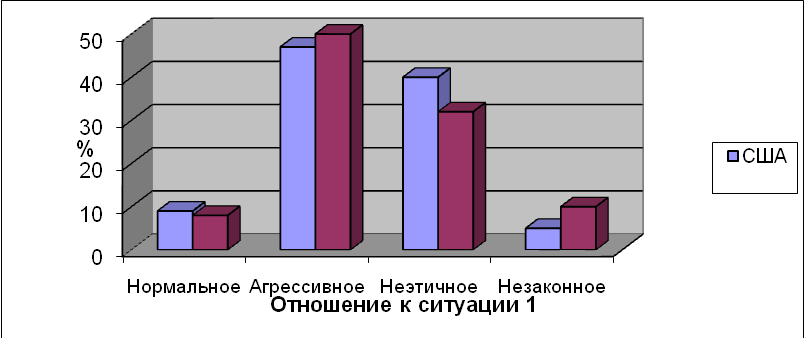 50
40
30
%
20
10
0
США
Нормальное Агрессивное Неэтичное Незаконное
Отношение к ситуации 1